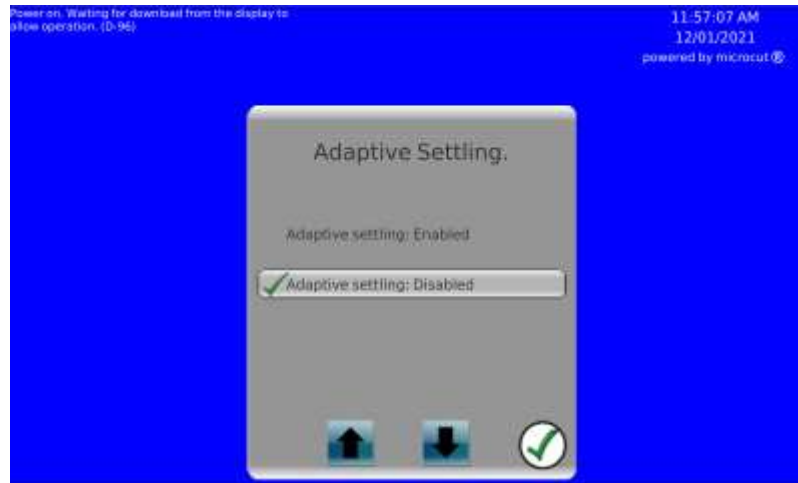 Power on. Waiting for download from the display to
allow operation. (D-96)
11:57:07 AM
12/01/2021
powered by microcut ®
Adaptive Settling.
Adaptive settling: Enabled
Adaptive settling: Disabled